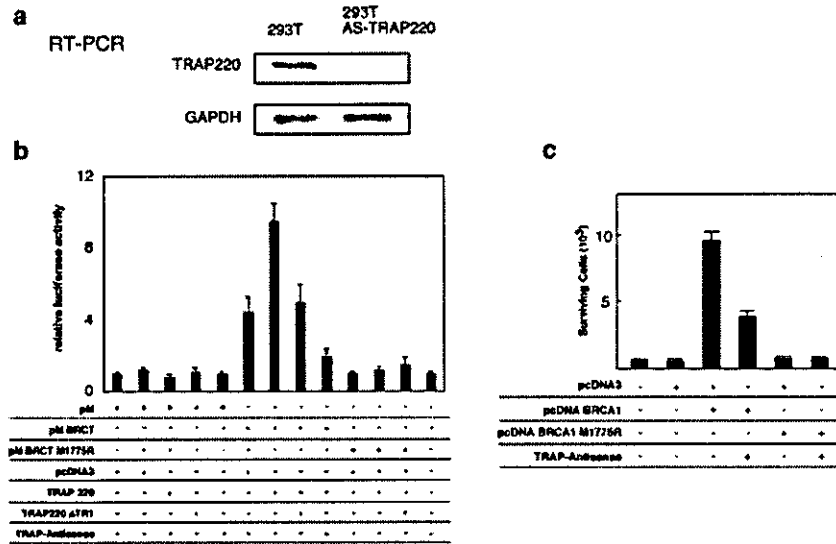 a
293T
293T
AS-TRAP220
RT-PCR
TRAP220
GAPDH
b
12
8
4
0
relative luciferase activity
pM
pM BRCT
pM BRCT M1775R
pcDNA3
TRAP 220
TRAP220 ΔTR1
TRAP-Antisense
c
10
5
Surviving Cells (10³)
pcDNA3
pcDNA BRCA1
pcDNA BRCA1 M1775R
TRAP-Antisense